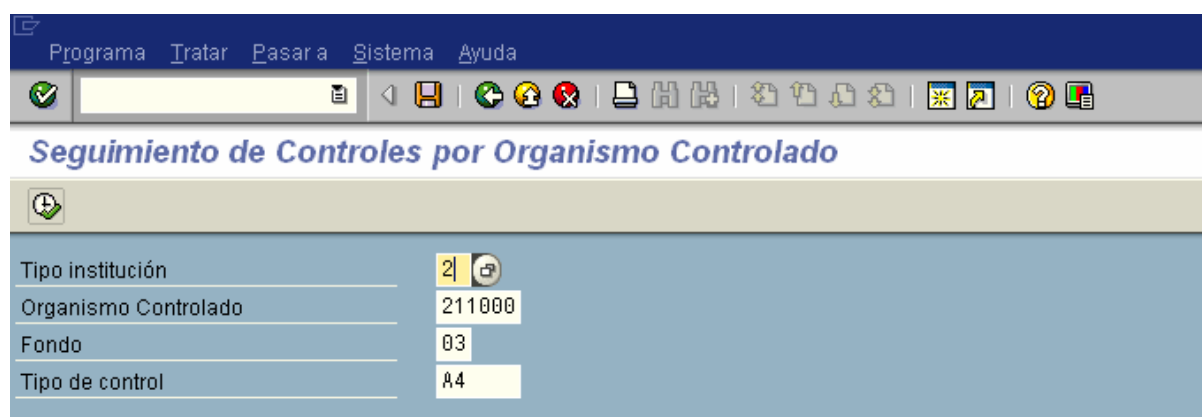 Programa Tratar Pasar a Sistema Ayuda
Seguimiento de Controles por Organismo Controlado
Tipo institución 2
Organismo Controlado 211000
Fondo 03
Tipo de control A4